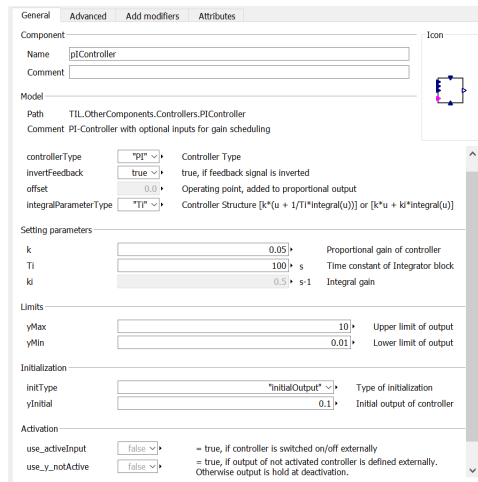 General Advanced Add modifiers Attributes
Component Icon
Name pIController
Comment
Model
Path TIL.OtherComponents.Controllers.PIController
Comment PI-Controller with optional inputs for gain scheduling
controllerType "PI" Controller Type
invertFeedback true true, if feedback signal is inverted
offset 0.0 Operating point, added to proportional output
integralParameterType "Ti" Controller Structure [k*(u + 1/Ti*integral(u))] or [k*u + ki*integral(u)]
Setting parameters
k 0.05 Proportional gain of controller
Ti 100 s Time constant of Integrator block
ki 0.5 s-1 Integral gain
Limits
yMax 10 Upper limit of output
yMin 0.01 Lower limit of output
Initialization
initType "initialOutput" Type of initialization
yInitial 0.1 Initial output of controller
Activation
use_activeInput false = true, if controller is switched on/off externally
use_y_notActive false = true, if output of not activated controller is defined externally.
Otherwise output is hold at deactivation.